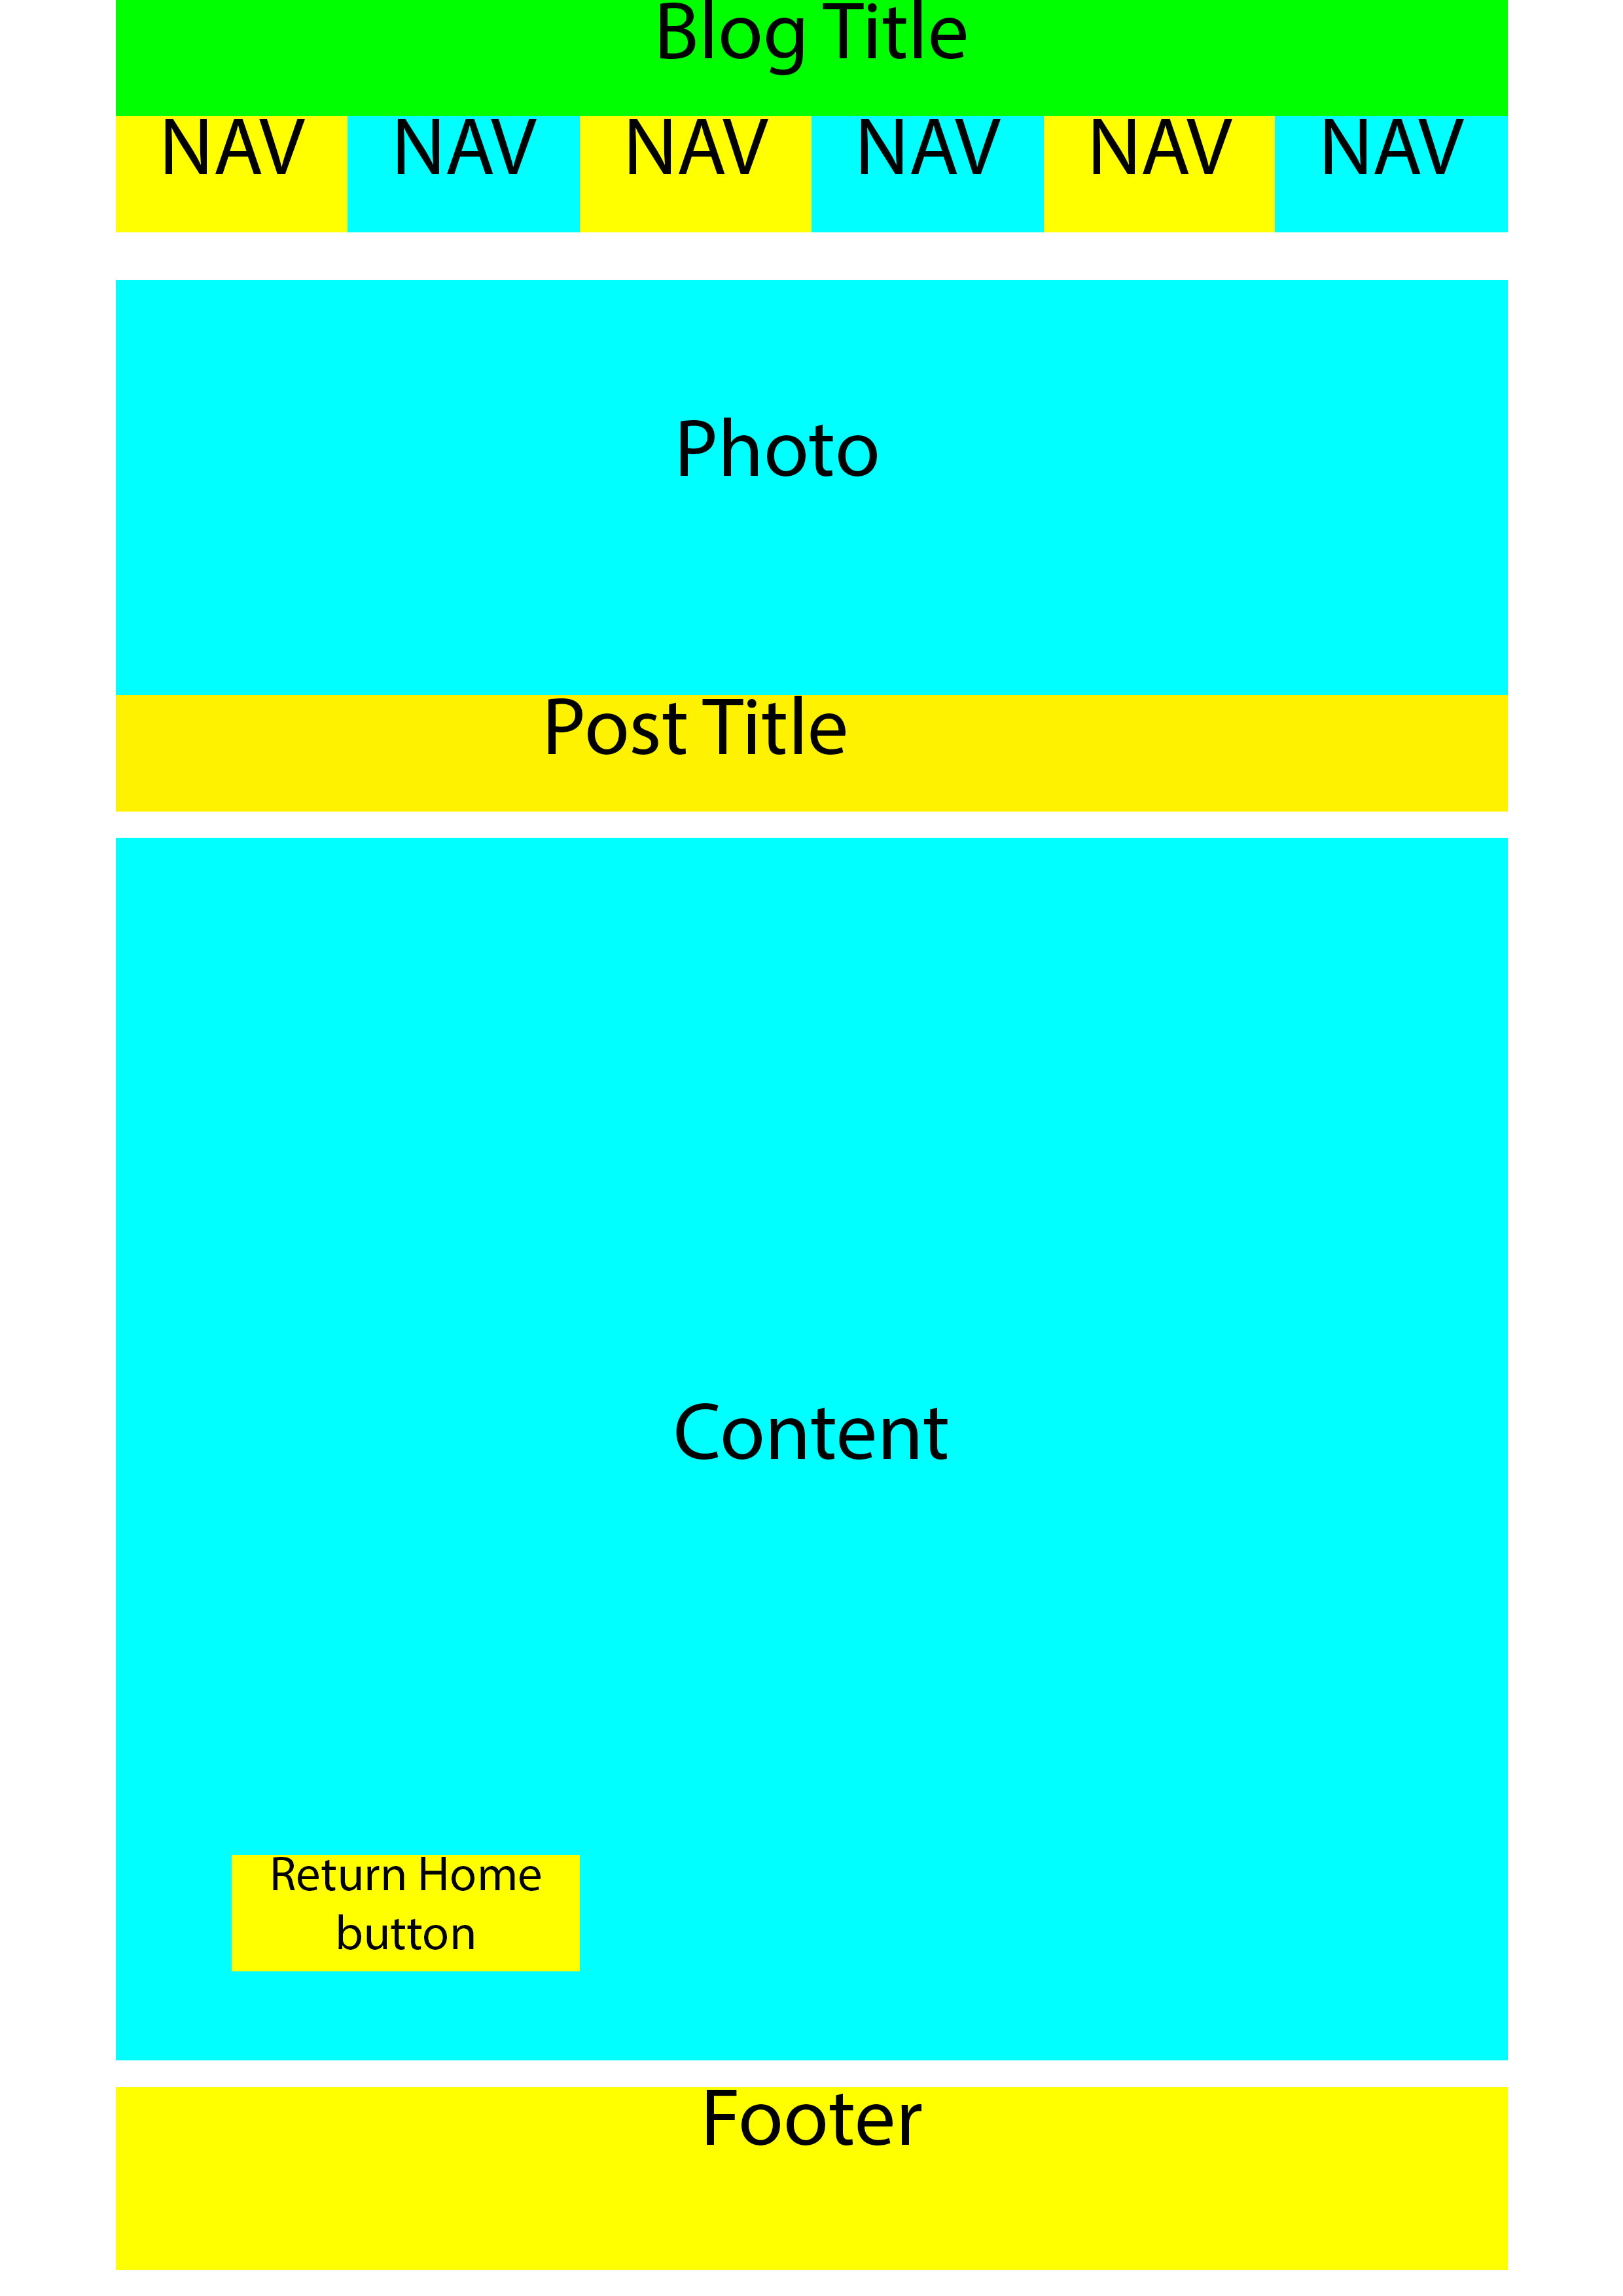 Blog Title
NAV NAV NAV NAV NAV NAV
Photo
Post Title
Content
Return Home
button
Footer